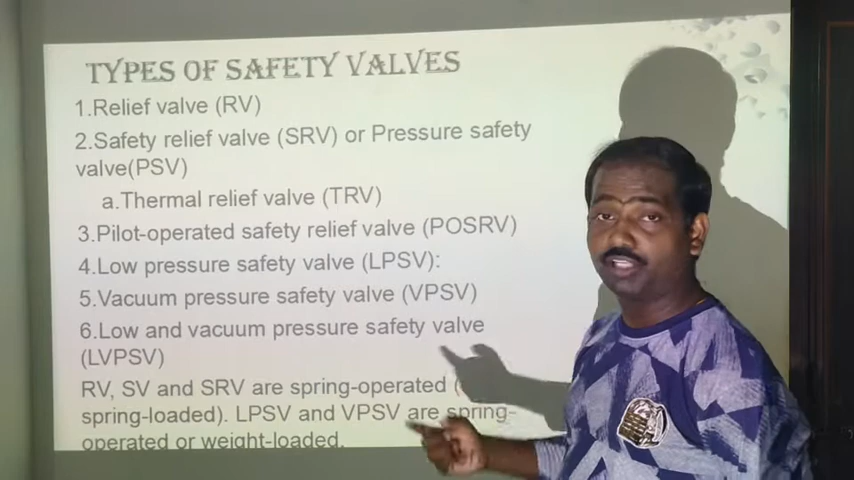 Types of Safety Valves
1.Relief valve (RV)
2.Safety relief valve (SRV) or Pressure safety
valve(PSV)
a.Thermal relief valve (TRV)
3.Pilot-operated safety relief valve (POSRV)
4.Low pressure safety valve (LPSV):
5.Vacuum pressure safety valve (VPSV)
6.Low and vacuum pressure safety valve
(LVPSV)
RV, SV and SRV are spring-operated (
spring-loaded). LPSV and VPSV are spring-
operated or weight-loaded.